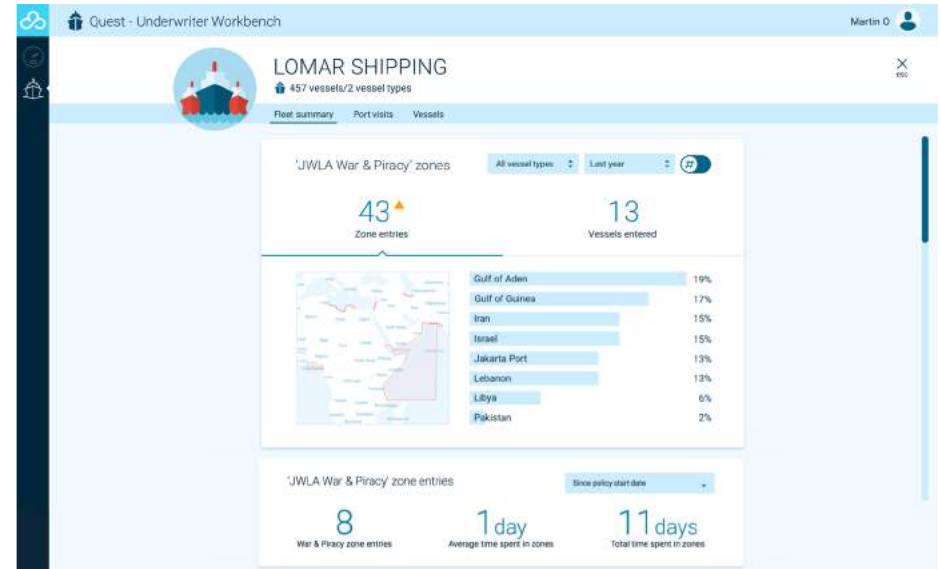 Quest - Underwriter Workbench
Martin O
LOMAR SHIPPING
457 vessels/2 vessel types
esc
Fleet summary Port visits Vessels
'JWLA War & Piracy' zones
All vessel types Last year #
43 13
Zone entries Vessels entered
Gulf of Aden 19%
Gulf of Guinea 17%
Iran 15%
Israel 15%
Jakarta Port 13%
Lebanon 13%
Libya 6%
Pakistan 2%
'JWLA War & Piracy' zone entries
Since policy start date
8 1 day 11 days
War & Piracy zone entries Average time spent in zones Total time spent in zones